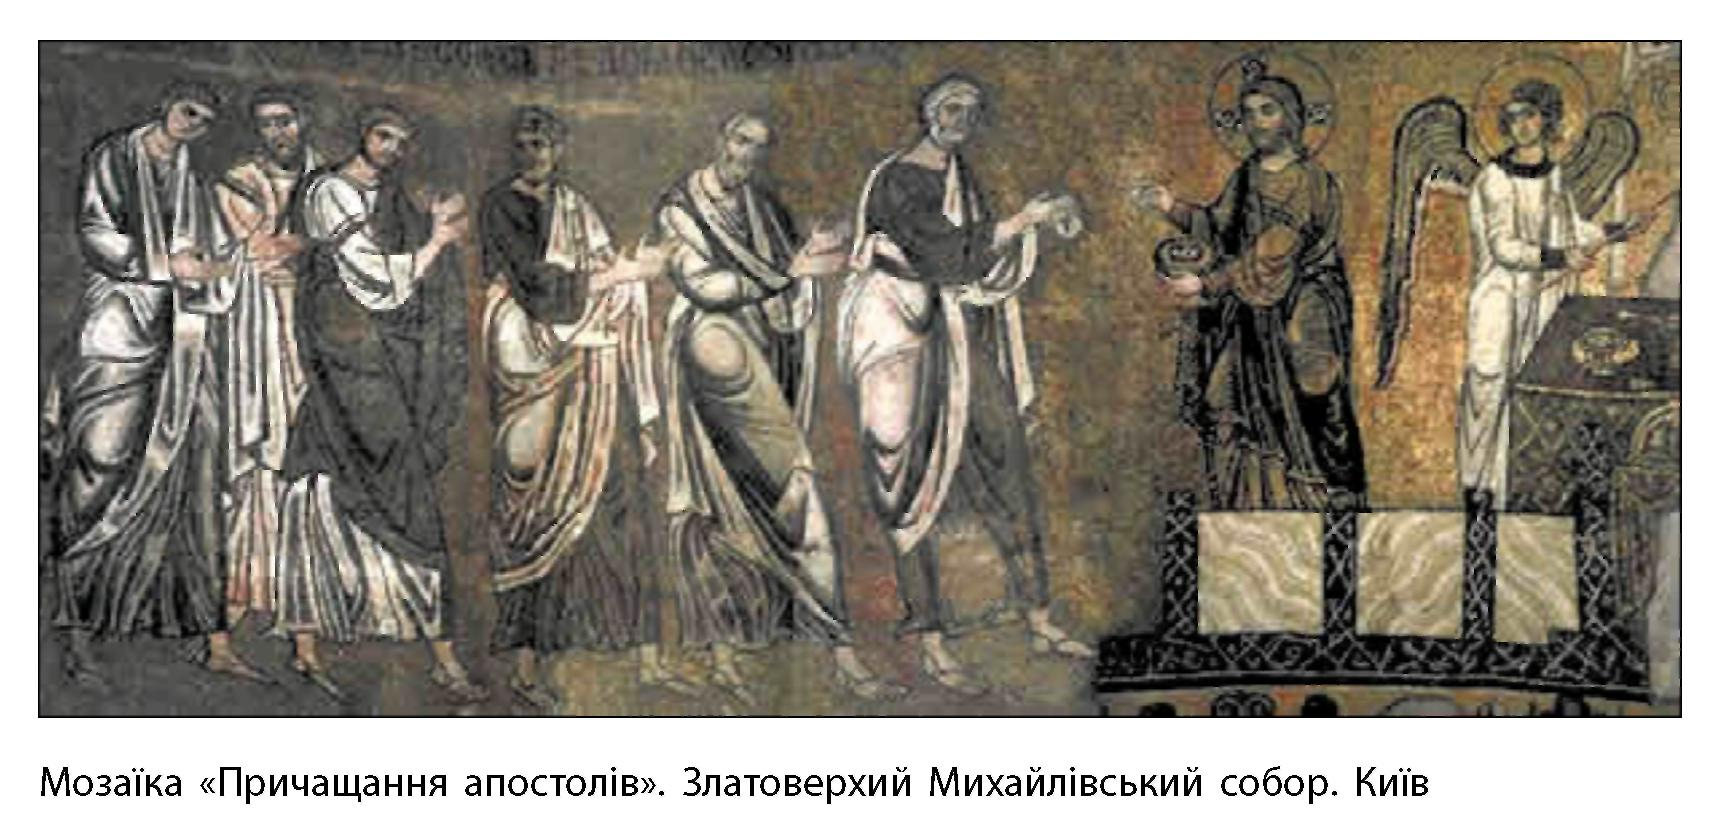 Мозаїка «Причащання апостолів». Златоверхий Михайлівський собор. Київ